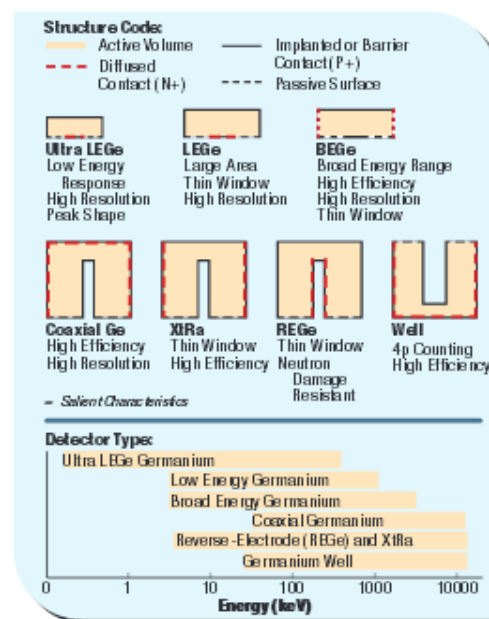 Structure Code:
Active Volume
Diffused
Contact (N+)
Implanted or Barrier
Contact (P+)
Passive Surface
Ultra LEGe
Low Energy
Response
High Resolution
Peak Shape
LEGe
Large Area
Thin Window
High Resolution
BEGe
Broad Energy Range
High Efficiency
High Resolution
Thin Window
Coaxial Ge
High Efficiency
High Resolution
XtRa
Thin Window
High Efficiency
REGe
Thin Window
Neutron
Damage
Resistant
Well
4p Counting
High Efficiency
– Salient Characteristics
Detector Type:
Ultra LEGe Germanium
Low Energy Germanium
Broad Energy Germanium
Coaxial Germanium
Reverse-Electrode (REGe) and XtRa
Germanium Well
0 1 10 100 1000 10000
Energy (keV)